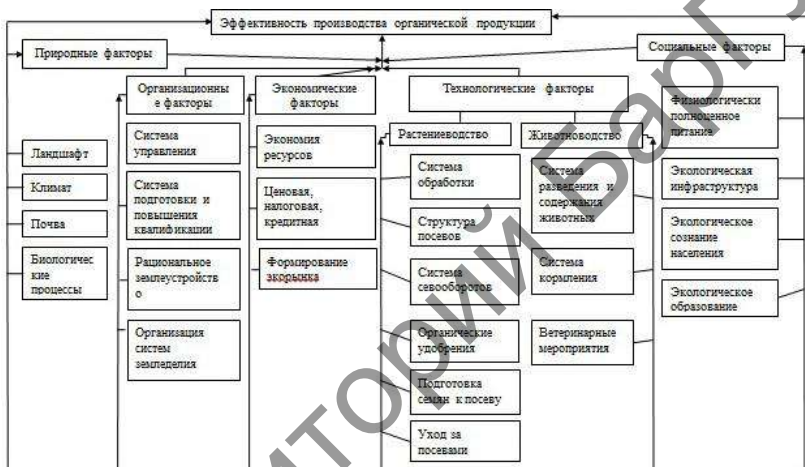 Эффективность производства органической продукции
Природные факторы
Социальные факторы
Организационны
е факторы
Экономические
факторы
Технологические факторы
Растениеводство
Животноводство
Ландшафт
Климат
Почва
Биологичес
кие
процессы
Система
управления
Система
подготовки и
повышения
квалификации
Рациональное
землеустройств
о
Организация
систем
земледелия
Экономия
ресурсов
Ценовая,
налоговая,
кредитная
Формирование
экорынка
Система
обработки
Структура
посевов
Система
севооборотов
Органические
удобрения
Подготовка
семян к посеву
Уход за
посевами
Система
разведения и
содержания
животных
Система
кормления
Ветеринарные
мероприятия
Физиологически
полноценное
питание
Экологическая
инфраструктура
Экологическое
сознание
населения
Экологическое
образование